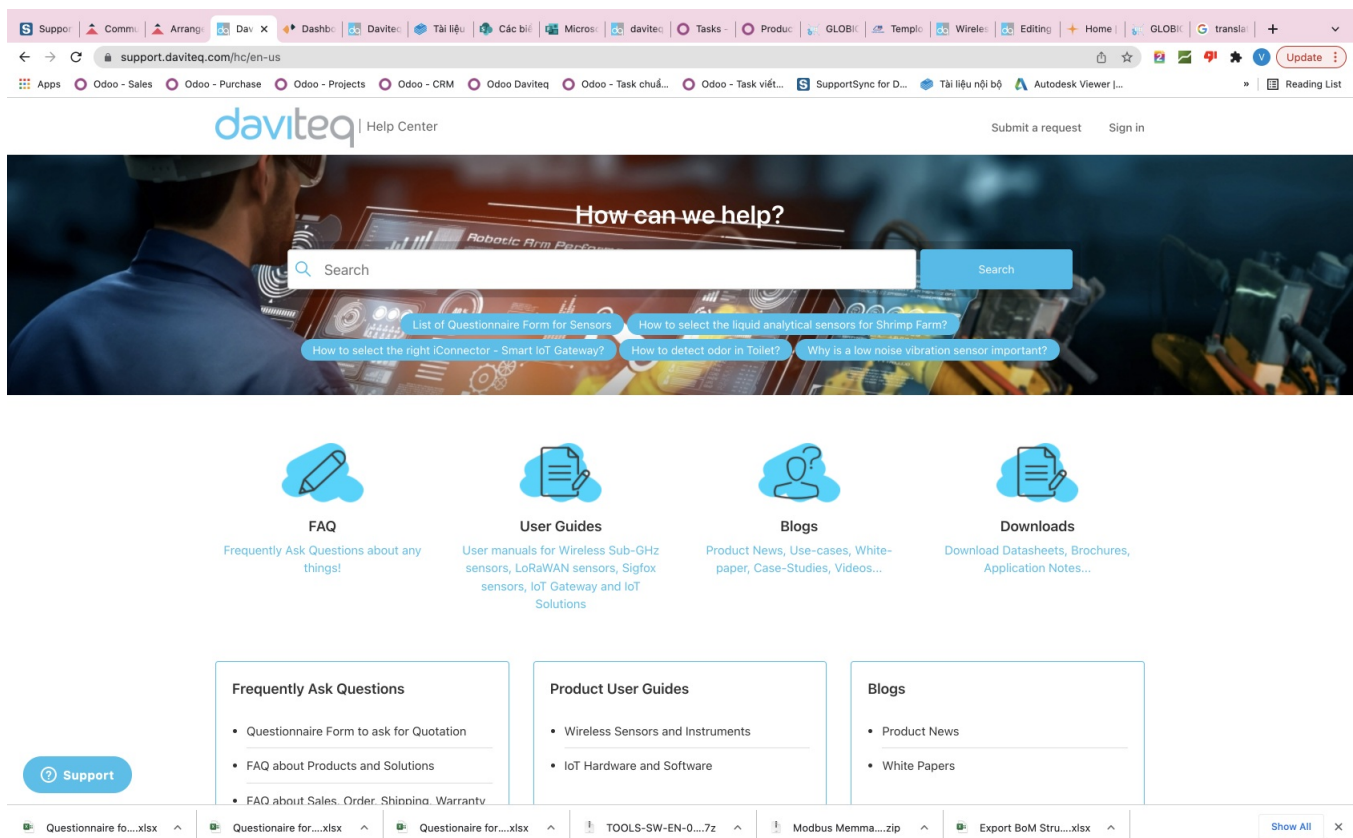 Suppor Commu Arrange Dav Dashbo Daviteq Tài liệu Các biể Microso daviteq Tasks - Produc GLOBIC Templa Wireles Editing Home | GLOBIC translat
support.daviteq.com/hc/en-us Update
Apps Odoo - Sales Odoo - Purchase Odoo - Projects Odoo - CRM Odoo Daviteq Odoo - Task chuẩ... Odoo - Task viết... SupportSync for D... Tài liệu nội bộ Autodesk Viewer |... » Reading List
daviteq | Help Center Submit a request Sign in
How can we help?
Robotic Arm
Search Search
List of Questionnaire Form for Sensors How to select the liquid analytical sensors for Shrimp Farm?
How to select the right iConnector - Smart IoT Gateway? How to detect odor in Toilet? Why is a low noise vibration sensor important?
FAQ User Guides Blogs Downloads
Frequently Ask Questions about any User manuals for Wireless Sub-GHz Product News, Use-cases, White- Download Datasheets, Brochures,
things! sensors, LoRaWAN sensors, Sigfox paper, Case-Studies, Videos... Application Notes...
sensors, IoT Gateway and IoT
Solutions
Frequently Ask Questions Product User Guides Blogs
• Questionnaire Form to ask for Quotation • Wireless Sensors and Instruments • Product News
• FAQ about Products and Solutions • IoT Hardware and Software • White Papers
Support
• FAQ about Sales, Order, Shipping, Warranty
Questionnaire fo....xlsx Questionaire for....xlsx Questionaire for....xlsx TOOLS-SW-EN-0....7z Modbus Memma....zip Export BoM Stru....xlsx Show All